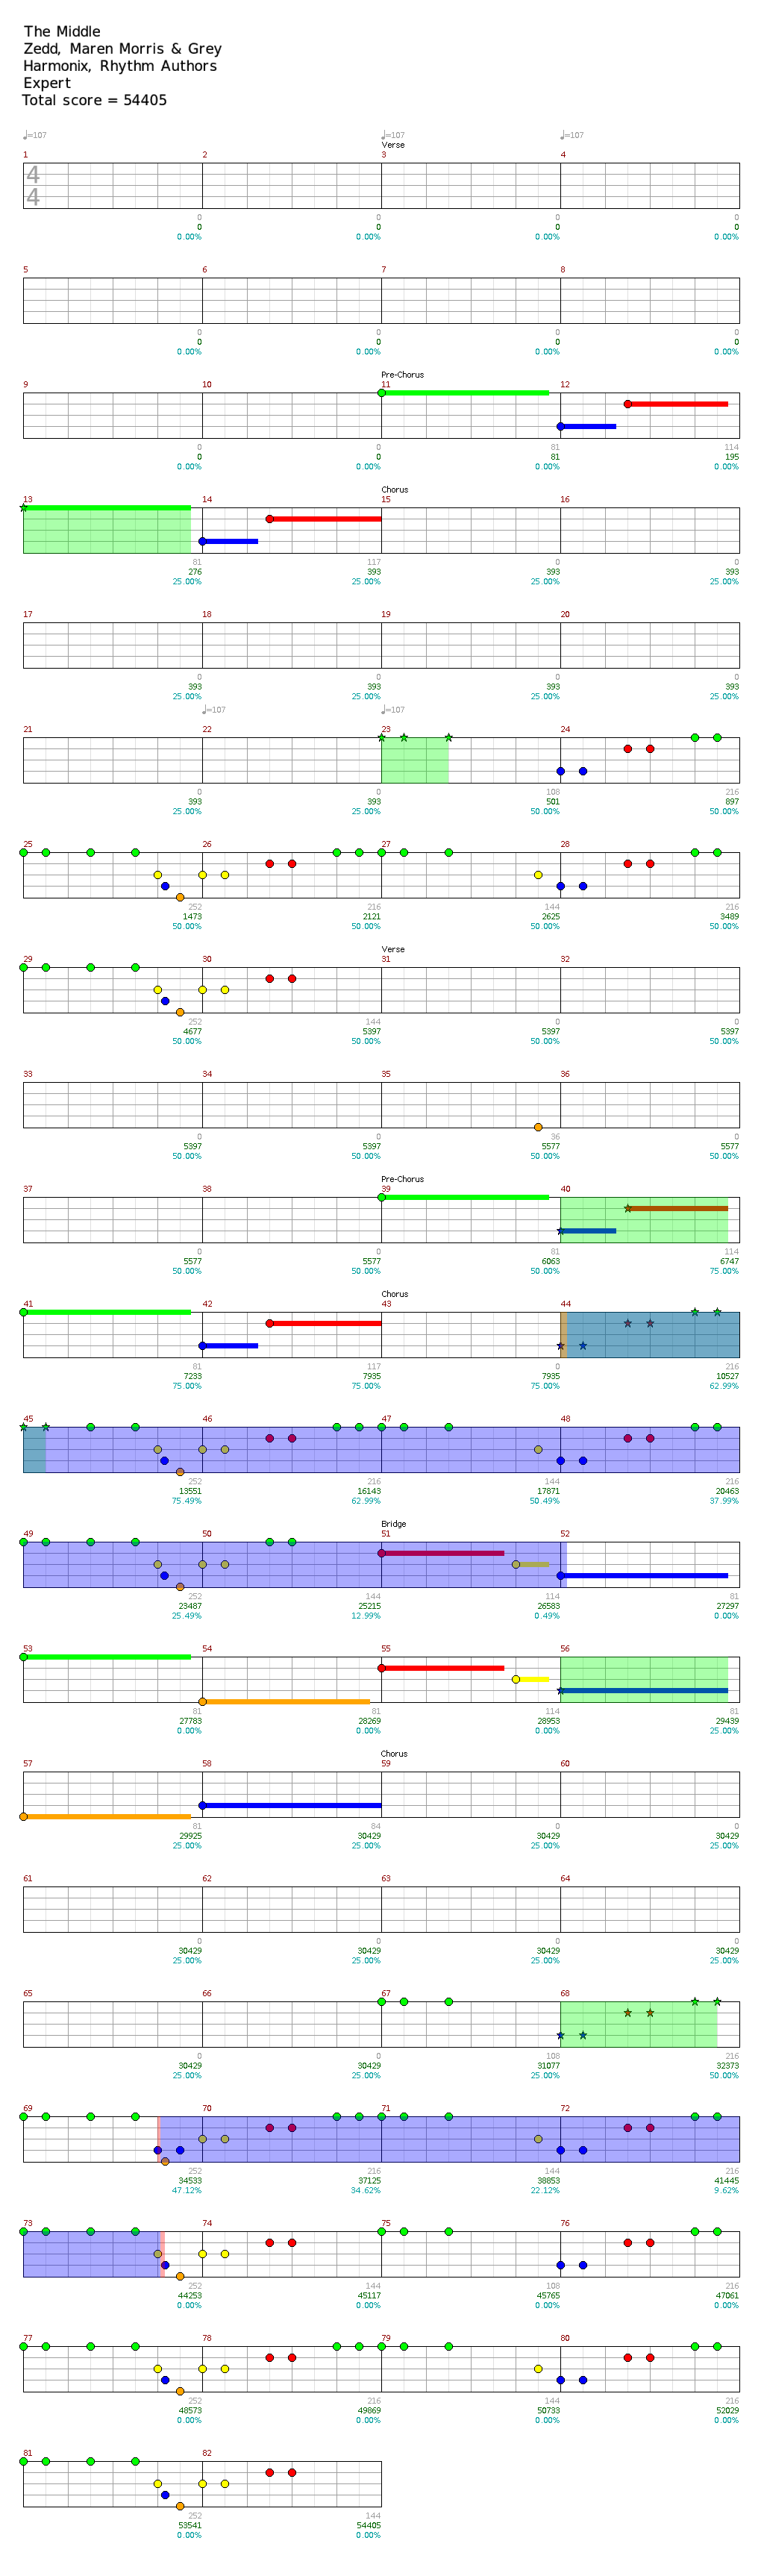 The Middle
Zedd, Maren Morris & Grey
Harmonix, Rhythm Authors
Expert
Total score = 54405
♩=107 ♩=107 ♩=107
Verse
1 2 3 4
4
4
0 0 0 0
0 0 0 0
0.00% 0.00% 0.00% 0.00%
5 6 7 8
0 0 0 0
0 0 0 0
0.00% 0.00% 0.00% 0.00%
Pre-Chorus
9 10 11 12
0 0 81 114
0 0 81 195
0.00% 0.00% 0.00% 0.00%
Chorus
13 14 15 16
81 117 0 0
276 393 393 393
25.00% 25.00% 25.00% 25.00%
17 18 19 20
0 0 0 0
393 393 393 393
25.00% 25.00% 25.00% 25.00%
♩=107 ♩=107
21 22 23 24
0 0 108 216
393 393 501 897
25.00% 25.00% 50.00% 50.00%
25 26 27 28
252 216 144 216
1473 2121 2625 3489
50.00% 50.00% 50.00% 50.00%
Verse
29 30 31 32
252 144 0 0
4677 5397 5397 5397
50.00% 50.00% 50.00% 50.00%
33 34 35 36
0 0 36 0
5397 5397 5577 5577
50.00% 50.00% 50.00% 50.00%
Pre-Chorus
37 38 39 40
0 0 81 114
5577 5577 6063 6747
50.00% 50.00% 50.00% 75.00%
Chorus
41 42 43 44
81 117 0 216
7233 7935 7935 10527
75.00% 75.00% 75.00% 62.99%
45 46 47 48
252 216 144 216
13551 16143 17871 20463
75.49% 62.99% 50.49% 37.99%
Bridge
49 50 51 52
252 144 114 81
23487 25215 26583 27297
25.49% 12.99% 0.49% 0.00%
53 54 55 56
81 81 114 81
27783 28269 28953 29439
0.00% 0.00% 0.00% 25.00%
Chorus
57 58 59 60
81 84 0 0
29925 30429 30429 30429
25.00% 25.00% 25.00% 25.00%
61 62 63 64
0 0 0 0
30429 30429 30429 30429
25.00% 25.00% 25.00% 25.00%
65 66 67 68
0 0 108 216
30429 30429 31077 32373
25.00% 25.00% 25.00% 50.00%
69 70 71 72
252 216 144 216
34533 37125 38853 41445
47.12% 34.62% 22.12% 9.62%
73 74 75 76
252 144 108 216
44253 45117 45765 47061
0.00% 0.00% 0.00% 0.00%
77 78 79 80
252 216 144 216
48573 49869 50733 52029
0.00% 0.00% 0.00% 0.00%
81 82
252 144
53541 54405
0.00% 0.00%